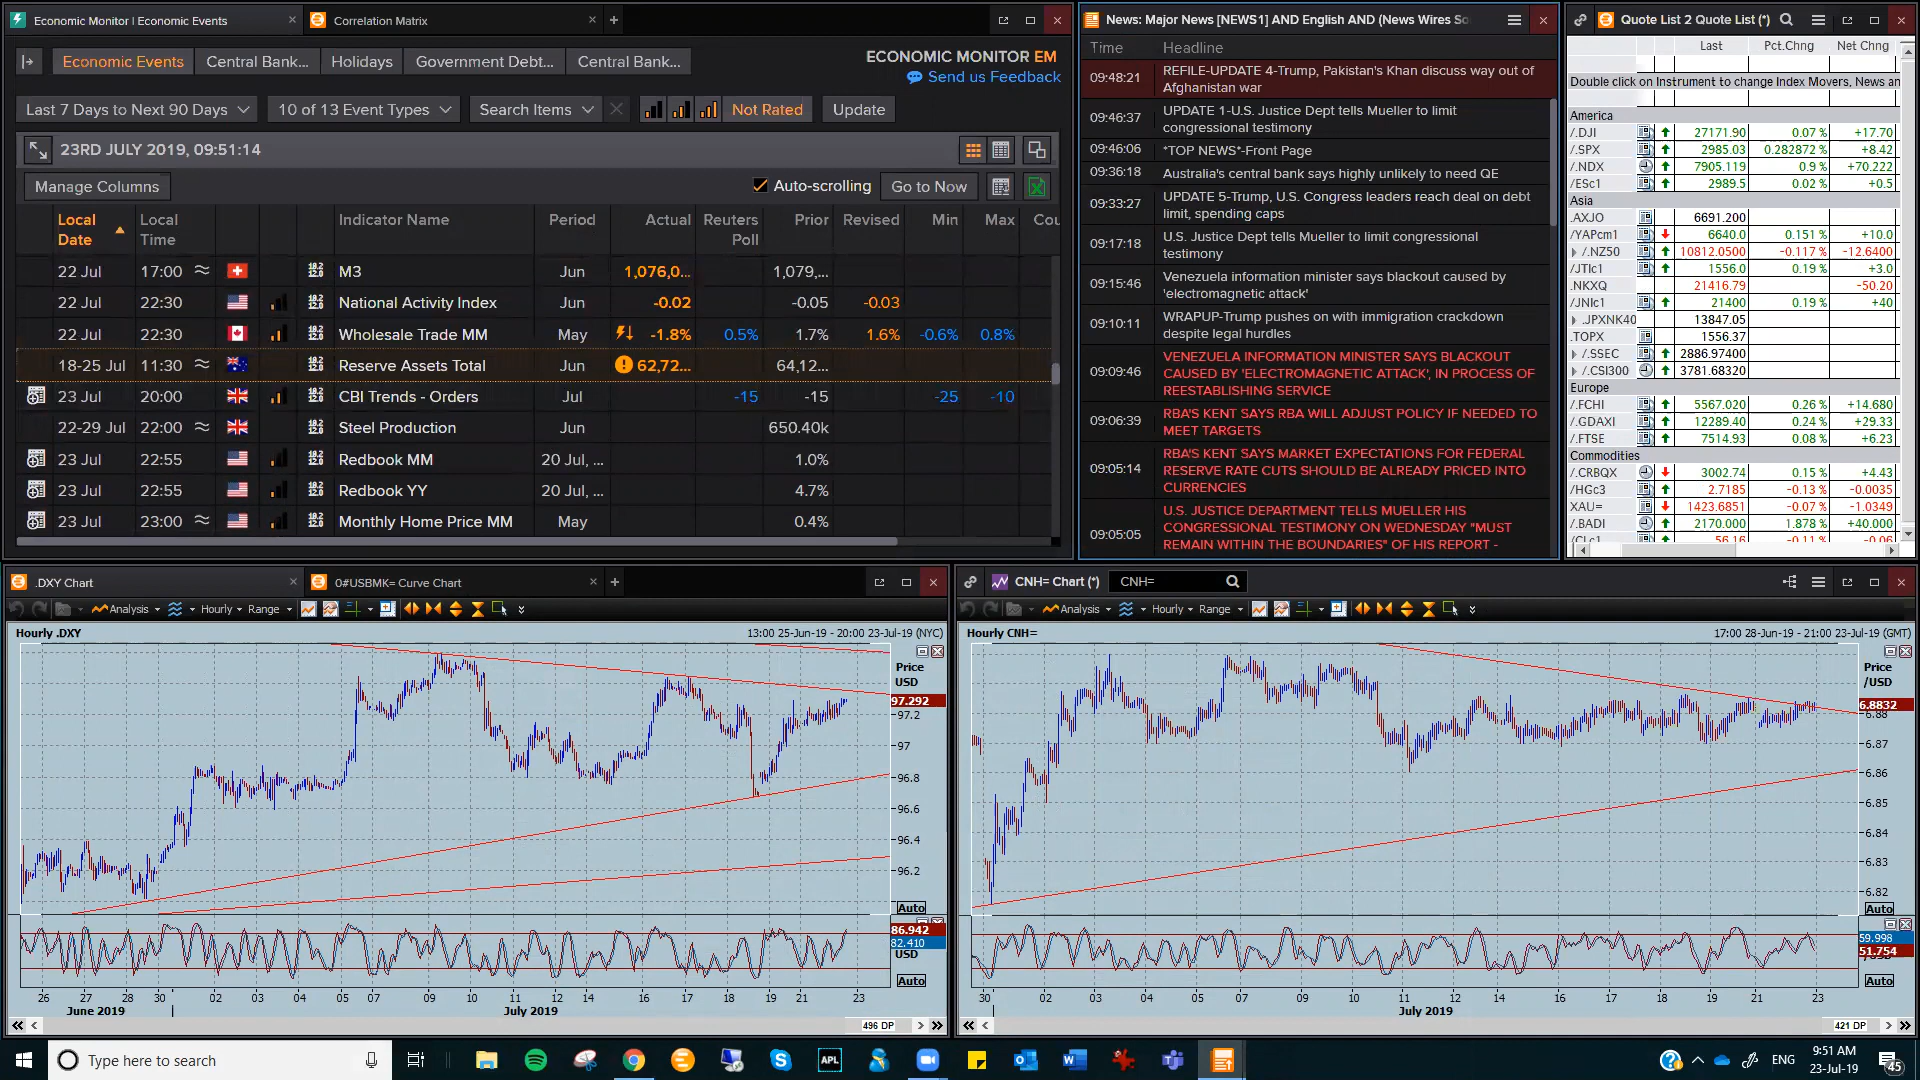 Economic Monitor | Economic Events
Correlation Matrix
Economic Events
Central Bank...
Holidays
Government Debt...
Central Bank...
ECONOMIC MONITOR EM
Send us Feedback
Last 7 Days to Next 90 Days
10 of 13 Event Types
Search Items
Not Rated
Update
23RD JULY 2019, 09:51:14
Manage Columns
Auto-scrolling
Go to Now
Local Date
Local Time
Indicator Name
Period
Actual
Reuters Poll
Prior
Revised
Min
Max
Cou
22 Jul 17:00 M3 Jun 1,076,0... 1,079,...
22 Jul 22:30 National Activity Index Jun -0.02 -0.05 -0.03
22 Jul 22:30 Wholesale Trade MM May -1.8% 0.5% 1.7% 1.6% -0.6% 0.8%
18-25 Jul 11:30 Reserve Assets Total Jun 62,72... 64,12...
23 Jul 20:00 CBI Trends - Orders Jul -15 -15 -25 -10
22-29 Jul 22:00 Steel Production Jun 650.40k
23 Jul 22:55 Redbook MM 20 Jul, ... 1.0%
23 Jul 22:55 Redbook YY 20 Jul, ... 4.7%
23 Jul 23:00 Monthly Home Price MM May 0.4%
News: Major News [NEWS1] AND English AND (News Wires So
Time Headline
09:48:21 REFILE-UPDATE 4-Trump, Pakistan's Khan discuss way out of
Afghanistan war
09:46:37 UPDATE 1-U.S. Justice Dept tells Mueller to limit
congressional testimony
09:46:06 *TOP NEWS*-Front Page
09:36:18 Australia's central bank says highly unlikely to need QE
09:33:27 UPDATE 5-Trump, U.S. Congress leaders reach deal on debt
limit, spending caps
09:17:18 U.S. Justice Dept tells Mueller to limit congressional
testimony
09:15:46 Venezuela information minister says blackout caused by
'electromagnetic attack'
09:10:11 WRAPUP-Trump pushes on with immigration crackdown
despite legal hurdles
09:09:46 VENEZUELA INFORMATION MINISTER SAYS BLACKOUT
CAUSED BY 'ELECTROMAGNETIC ATTACK', IN PROCESS OF
REESTABLISHING SERVICE
09:06:39 RBA'S KENT SAYS RBA WILL ADJUST POLICY IF NEEDED TO
MEET TARGETS
09:05:14 RBA'S KENT SAYS MARKET EXPECTATIONS FOR FEDERAL
RESERVE RATE CUTS SHOULD BE ALREADY PRICED INTO
CURRENCIES
09:05:05 U.S. JUSTICE DEPARTMENT TELLS MUELLER HIS
CONGRESSIONAL TESTIMONY ON WEDNESDAY "MUST
REMAIN WITHIN THE BOUNDARIES" OF HIS REPORT -
Quote List 2 Quote List (*)
Last Pct.Chng Net Chng
Double click on Instrument to change Index Movers, News an
America
/.DJI 27171.90 0.07 % +17.70
/.SPX 2985.03 0.282872 % +8.42
/.NDX 7905.119 0.9 % +70.222
/ESc1 2989.5 0.02 % +0.5
Asia
.AXJO 6691.200
/YAPcm1 6640.0 0.151 % +10.0
/.NZ50 10812.0500 -0.117 % -12.6400
/JTIc1 1556.0 0.19 % +3.0
.NKXQ 21416.79 -50.20
/JNIc1 21400 0.19 % +40
.JPXNK40 13847.05
.TOPX 1556.37
/.SSEC 2886.97400
/.CSI300 3781.68320
Europe
/.FCHI 5567.020 0.26 % +14.680
/.GDAXI 12289.40 0.24 % +29.33
/.FTSE 7514.93 0.08 % +6.23
Commodities
/.CRBQX 3002.74 0.15 % +4.43
/HGc3 2.7185 -0.13 % -0.0035
XAU= 1423.6851 -0.07 % -1.0349
/.BADI 2170.000 1.878 % +40.000
/CLc1 56.16 -0.11 % -0.06
.DXY Chart
0#USBMK= Curve Chart
Analysis Hourly Range
Hourly .DXY
13:00 25-Jun-19 - 20:00 23-Jul-19 (NYC)
Price
USD
97.292
97.2
97
96.8
96.6
96.4
96.2
Auto
86.942
82.410
USD
Auto
26 27 28 30 02 03 04 05 07 09 10 11 12 14 16 17 18 19 21 23
June 2019 July 2019
496 DP
CNH= Chart (*)
CNH=
Analysis Hourly Range
Hourly CNH=
17:00 28-Jun-19 - 21:00 23-Jul-19 (GMT)
Price
/USD
6.8832
6.88
6.87
6.86
6.85
6.84
6.83
6.82
Auto
59.998
51.754
Auto
30 02 03 04 05 07 09 10 11 12 14 16 17 18 19 21 23
July 2019
421 DP
Type here to search
APL
ENG
9:51 AM
23-Jul-19
45